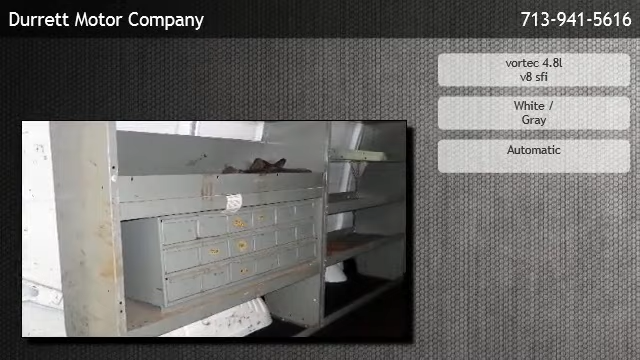 Durrett Motor Company
713-941-5616
vortec 4.8l
v8 sfi
White /
Gray
Automatic